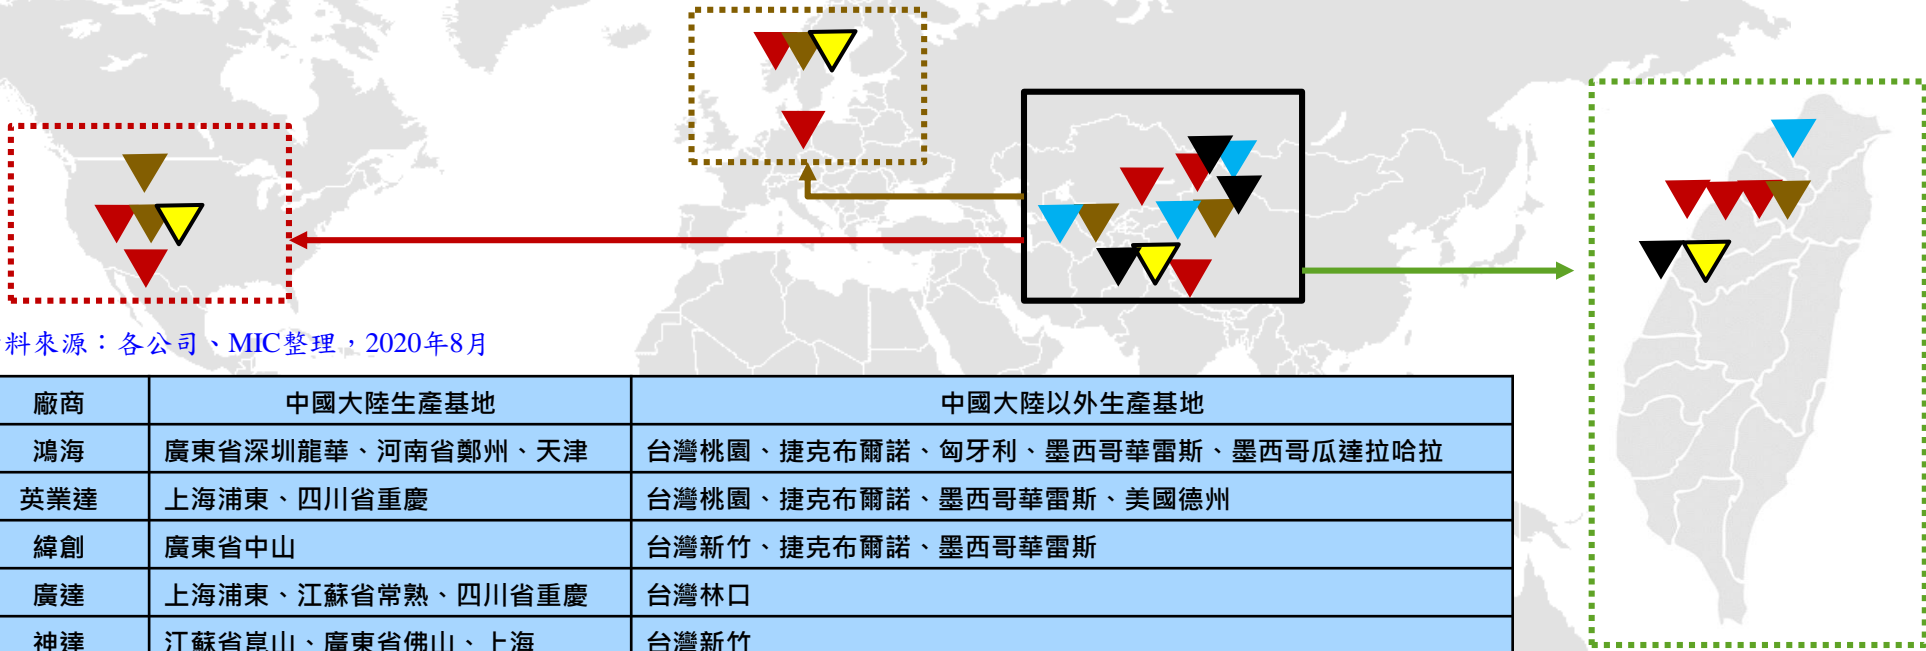 料來源：各公司、MIC整理，2020年8月
廠商 中國大陸生產基地 中國大陸以外生產基地
鴻海 廣東省深圳龍華、河南省鄭州、天津 台灣桃園、捷克布爾諾、匈牙利、墨西哥華雷斯、墨西哥瓜達拉哈拉
英業達 上海浦東、四川省重慶 台灣桃園、捷克布爾諾、墨西哥華雷斯、美國德州
緯創 廣東省中山 台灣新竹、捷克布爾諾、墨西哥華雷斯
廣達 上海浦東、江蘇省常熟、四川省重慶 台灣林口
神達 江蘇省崑山、廣東省佛山、上海 台灣新竹